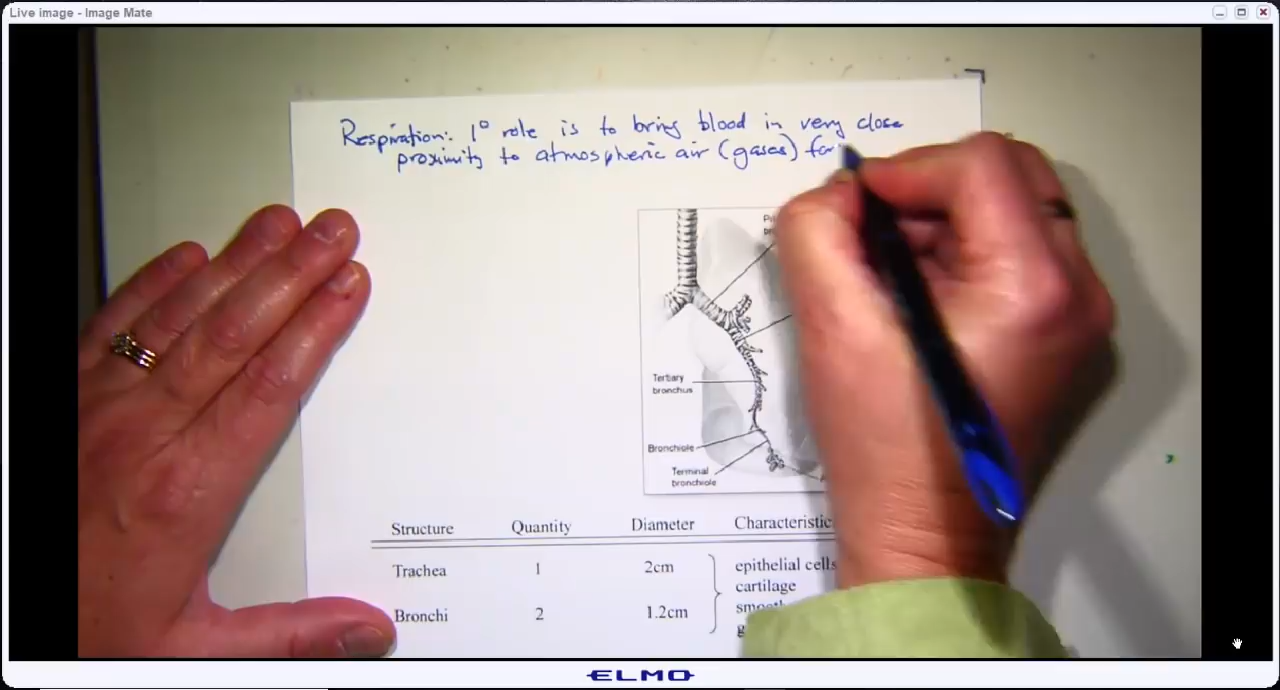 Live image - Image Mate
Respiration: 1° role is to bring blood in very close
proximity to atmospheric air (gases) for
Tertiary
bronchus
Bronchiole
Terminal
bronchiole
Structure Quantity Diameter Characteristic
Trachea 1 2cm epithelial cells
cartilage
Bronchi 2 1.2cm smooth
ELMO